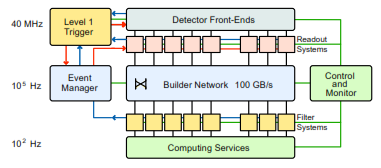 40 MHz
Level 1
Trigger
Detector Front-Ends
Readout
Systems
10⁵ Hz
Event
Manager
Builder Network 100 GB/s
Control
and
Monitor
Filter
Systems
10² Hz
Computing Services